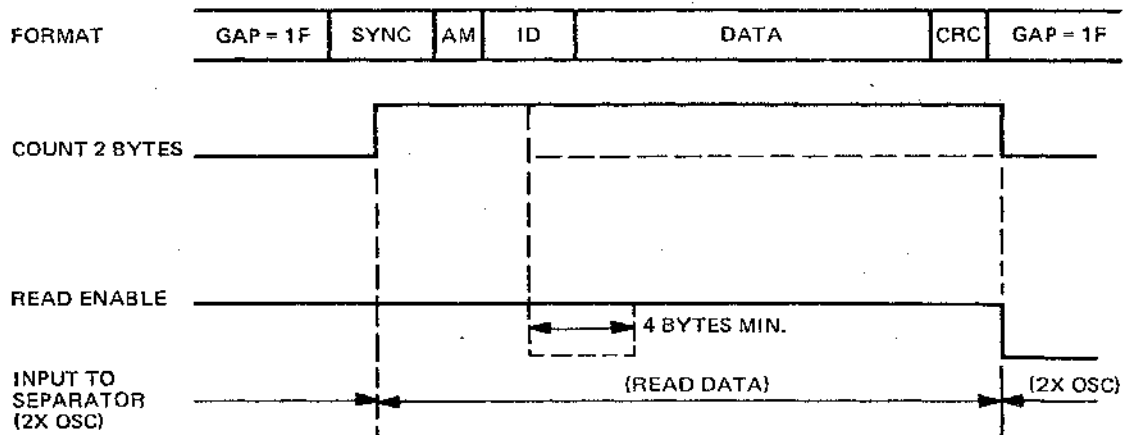 FORMAT GAP = 1F SYNC AM ID DATA CRC GAP = 1F
COUNT 2 BYTES
READ ENABLE
4 BYTES MIN.
INPUT TO
SEPARATOR
(2X OSC)
(READ DATA)
(2X OSC)